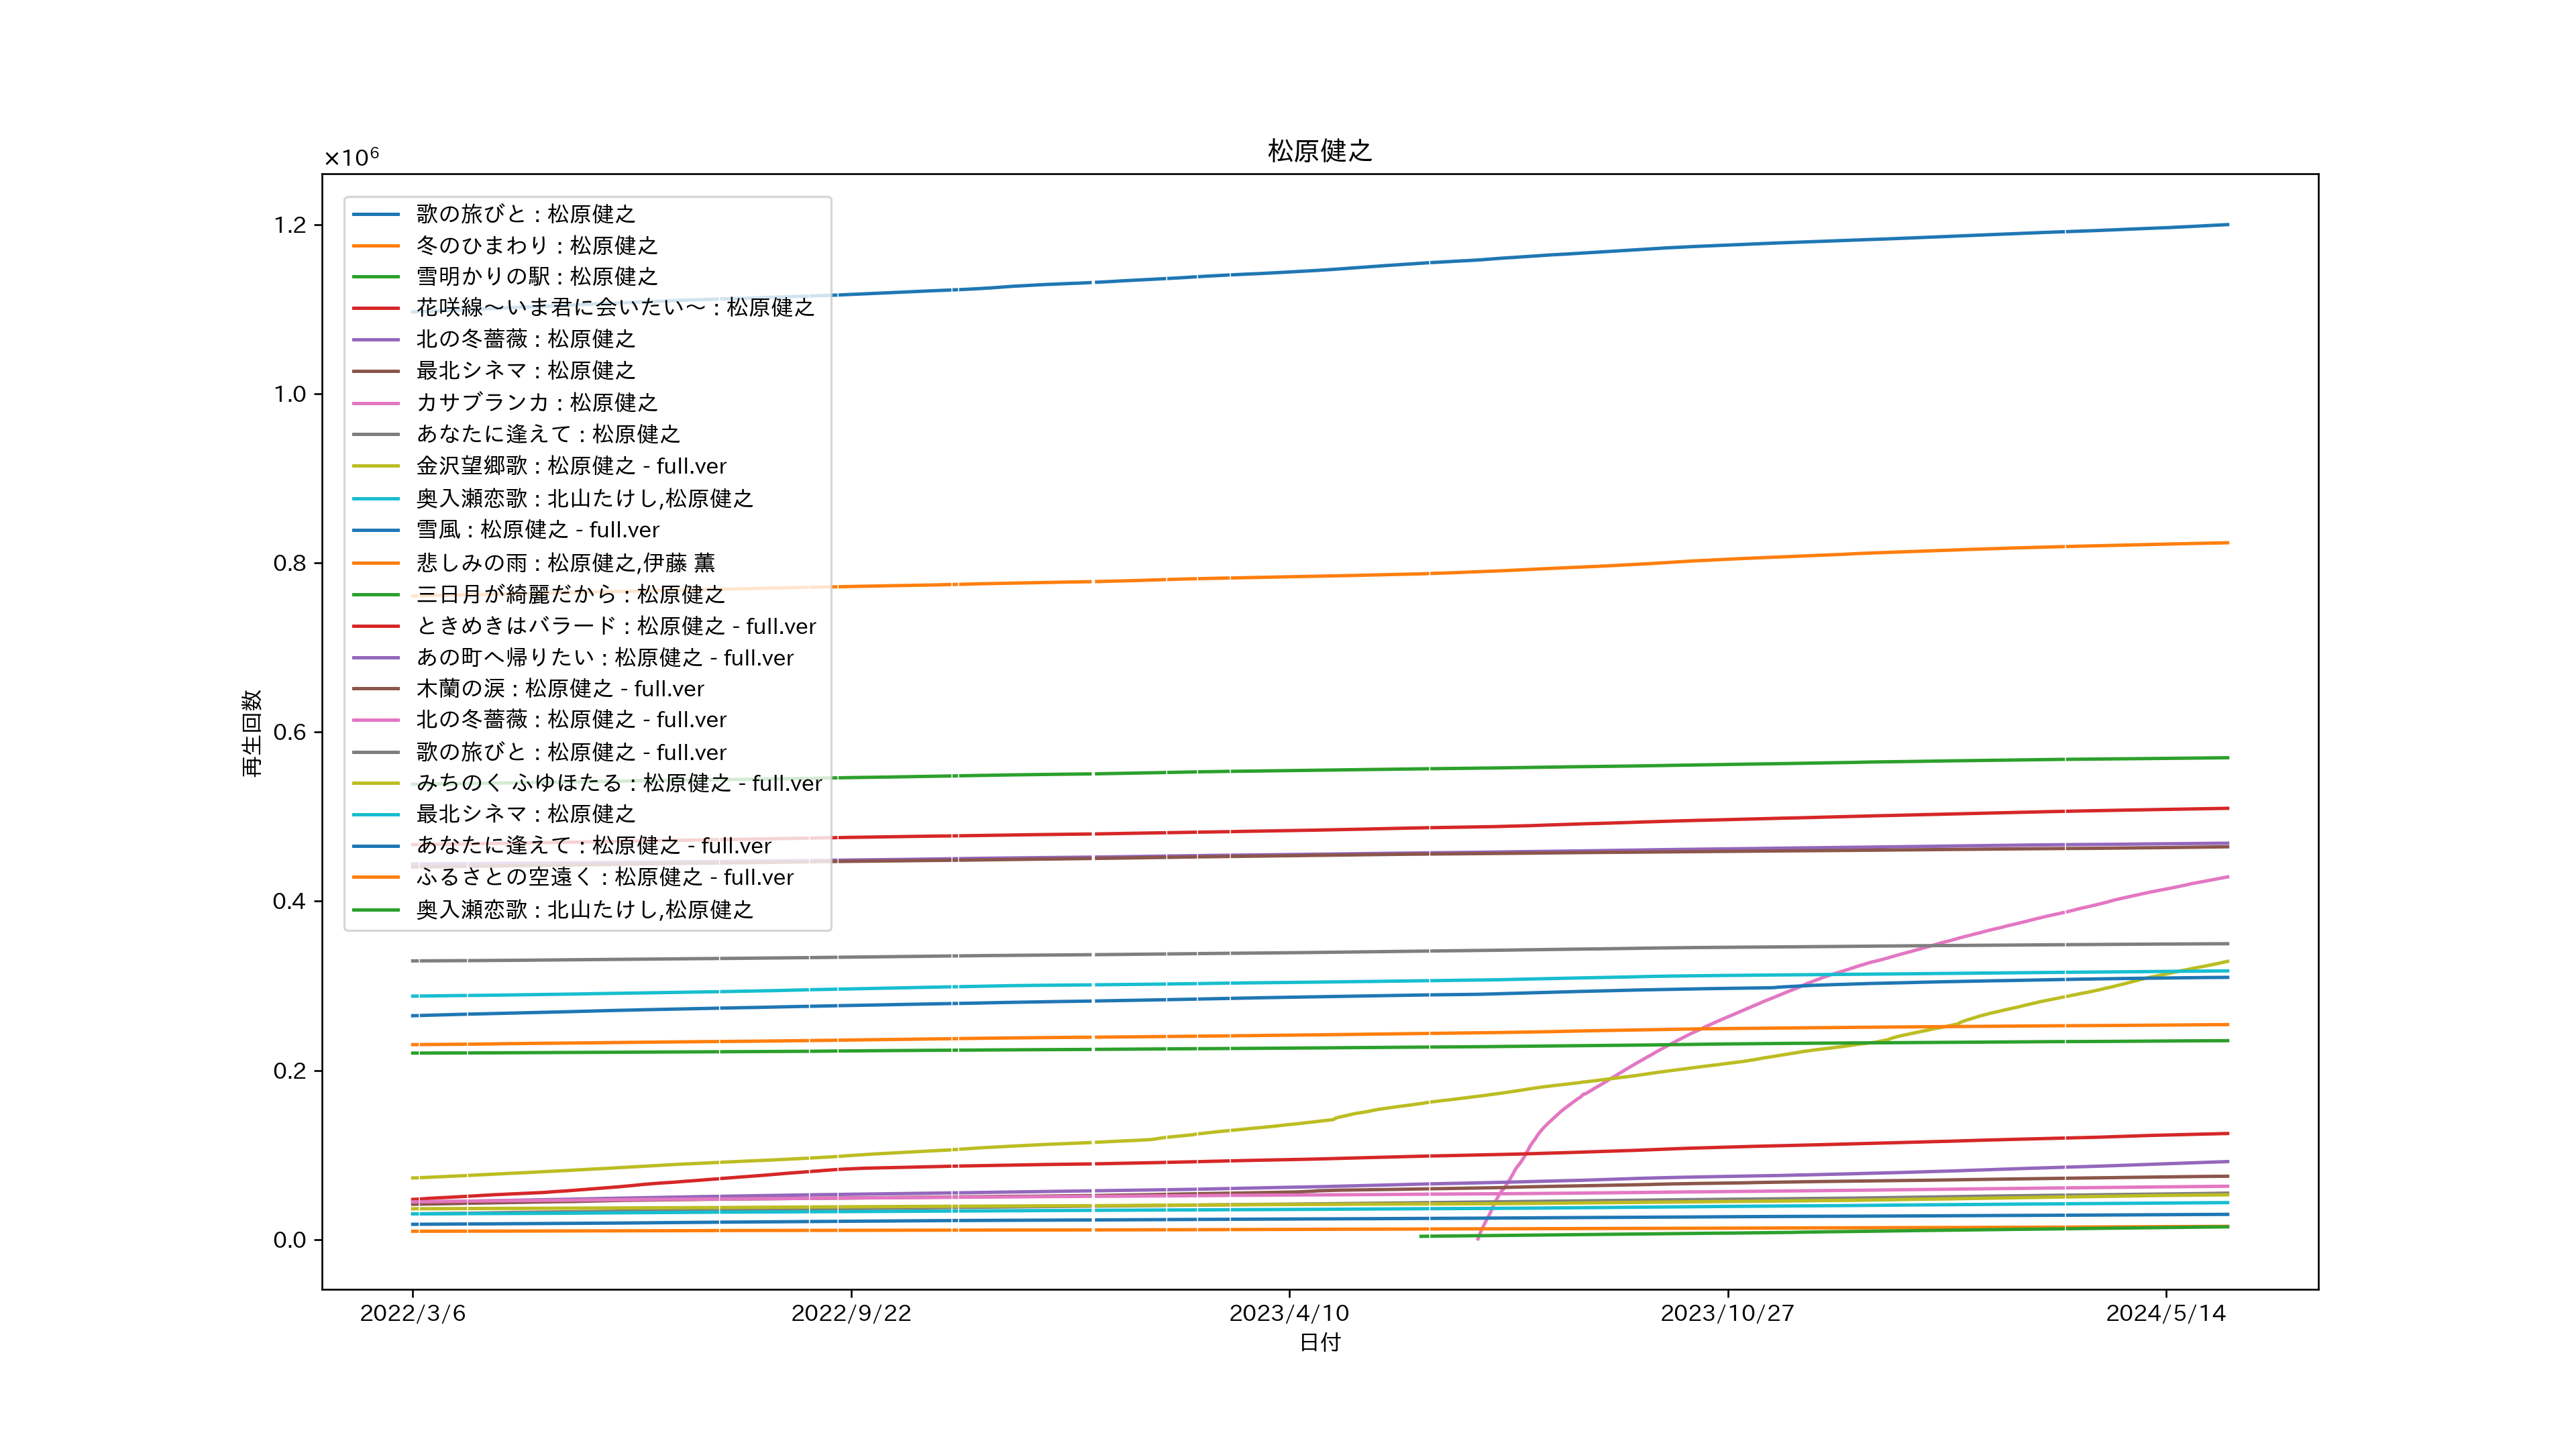 松原健之
×10⁶
1.2
1.0
0.8
0.6
0.4
0.2
0.0
再生回数
歌の旅びと : 松原健之
冬のひまわり : 松原健之
雪明かりの駅 : 松原健之
花咲線～いま君に会いたい～ : 松原健之
北の冬薔薇 : 松原健之
最北シネマ : 松原健之
カサブランカ : 松原健之
あなたに逢えて : 松原健之
金沢望郷歌 : 松原健之 - full.ver
奥入瀬恋歌 : 北山たけし,松原健之
雪風 : 松原健之 - full.ver
悲しみの雨 : 松原健之,伊藤 薫
三日月が綺麗だから : 松原健之
ときめきはバラード : 松原健之 - full.ver
あの町へ帰りたい : 松原健之 - full.ver
木蘭の涙 : 松原健之 - full.ver
北の冬薔薇 : 松原健之 - full.ver
歌の旅びと : 松原健之 - full.ver
みちのく ふゆほたる : 松原健之 - full.ver
最北シネマ : 松原健之
あなたに逢えて : 松原健之 - full.ver
ふるさとの空遠く : 松原健之 - full.ver
奥入瀬恋歌 : 北山たけし,松原健之
2022/3/6 2022/9/22 2023/4/10 2023/10/27 2024/5/14
日付